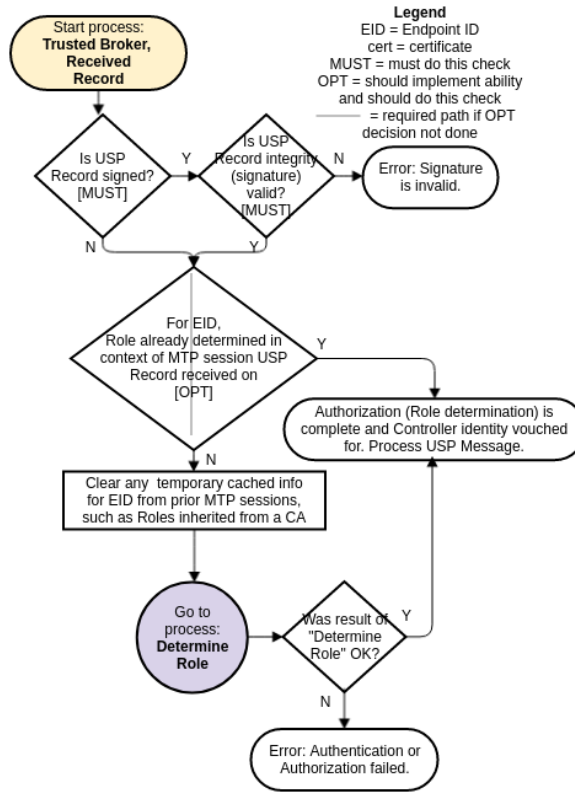 Legend
EID = Endpoint ID
cert = certificate
MUST = must do this check
OPT = should implement ability
and should do this check
= required path if OPT
decision not done
Start process:
Trusted Broker,
Received
Record
Is USP
Record signed?
[MUST]
Y
N
Is USP
Record integrity
(signature)
valid?
[MUST]
N
Y
Error: Signature
is invalid.
For EID,
Role already determined in
context of MTP session USP
Record received on
[OPT]
Y
N
Authorization (Role determination) is
complete and Controller identity vouched
for. Process USP Message.
Clear any temporary cached info
for EID from prior MTP sessions,
such as Roles inherited from a CA
Go to
process:
Determine
Role
Was result of
"Determine
Role" OK?
Y
N
Error: Authentication or
Authorization failed.